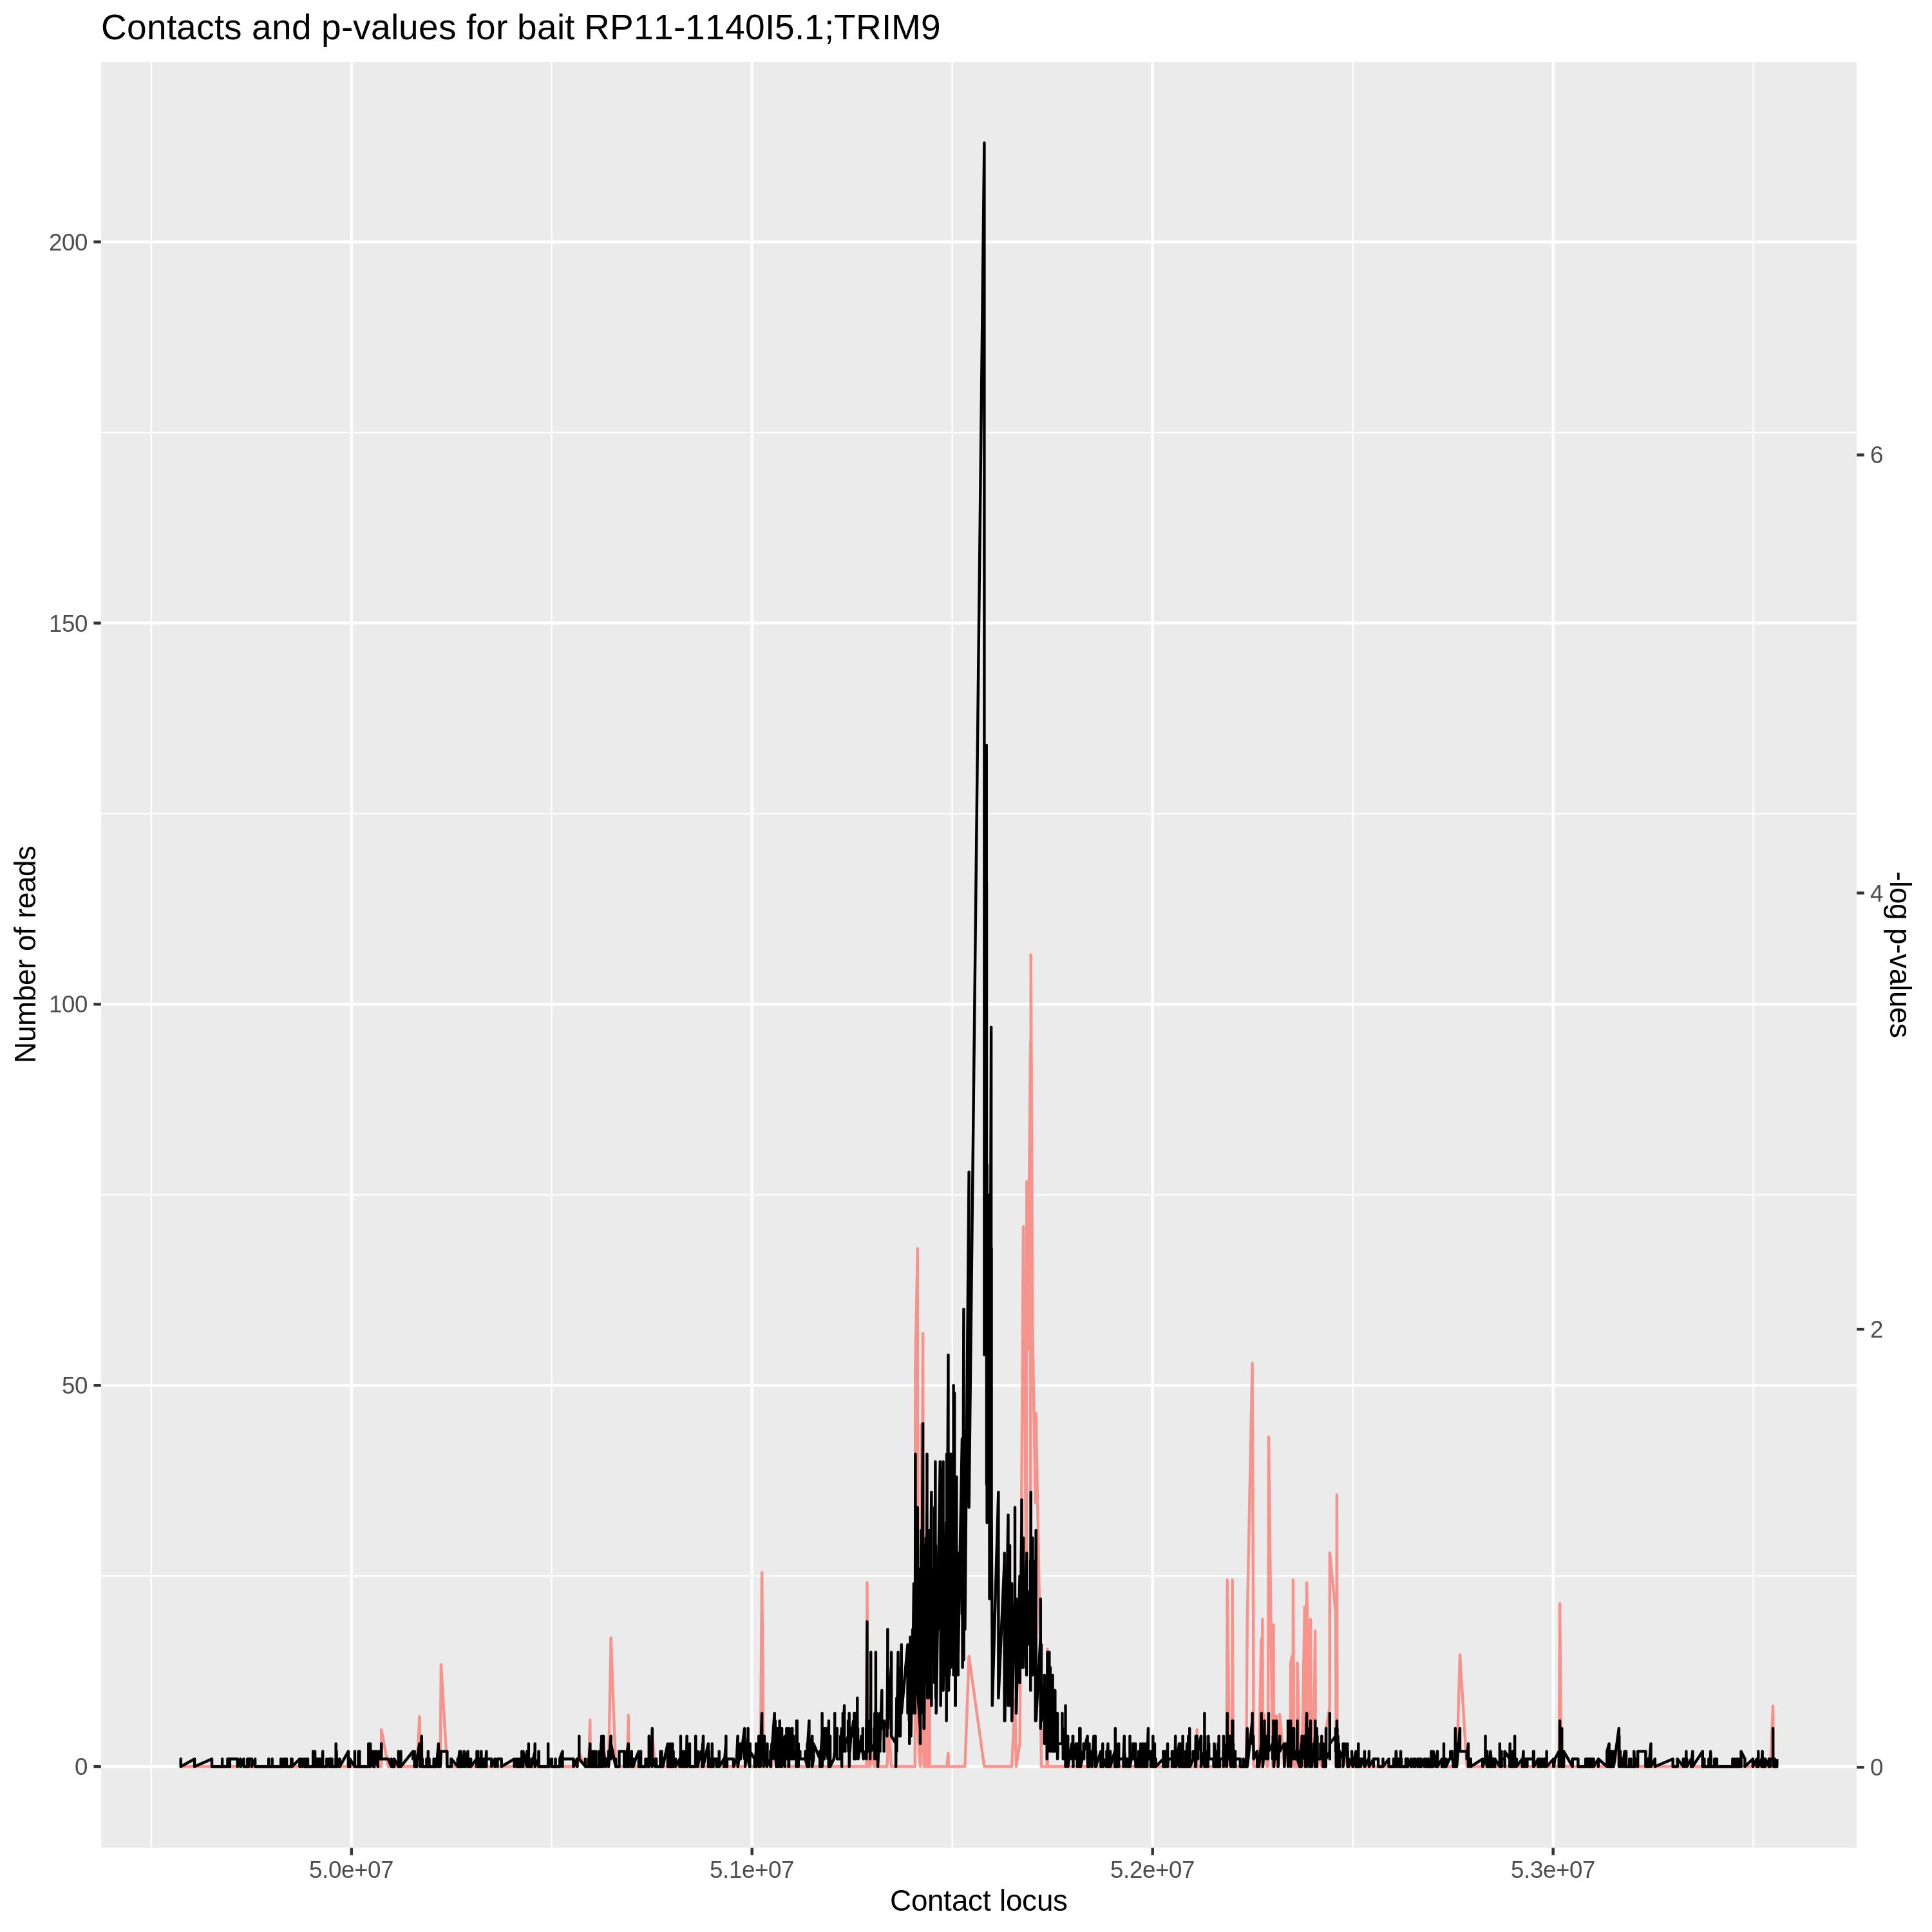 Contacts and p-values for bait RP11-1140I5.1;TRIM9
Number of reads
200
150
100
50
0
6
4
2
0
-log p-values
5.0e+07
5.1e+07
5.2e+07
5.3e+07
Contact locus